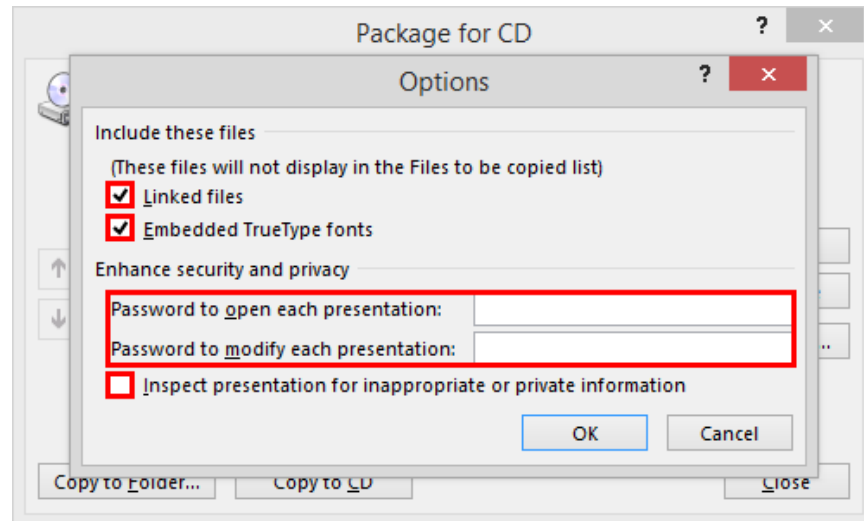 Package for CD
?
×
Options
?
×
Include these files
(These files will not display in the Files to be copied list)
Linked files
Embedded TrueType fonts
Enhance security and privacy
Password to open each presentation:
Password to modify each presentation:
..
Inspect presentation for inappropriate or private information
OK
Cancel
Copy to Folder...
Copy to CD
Close